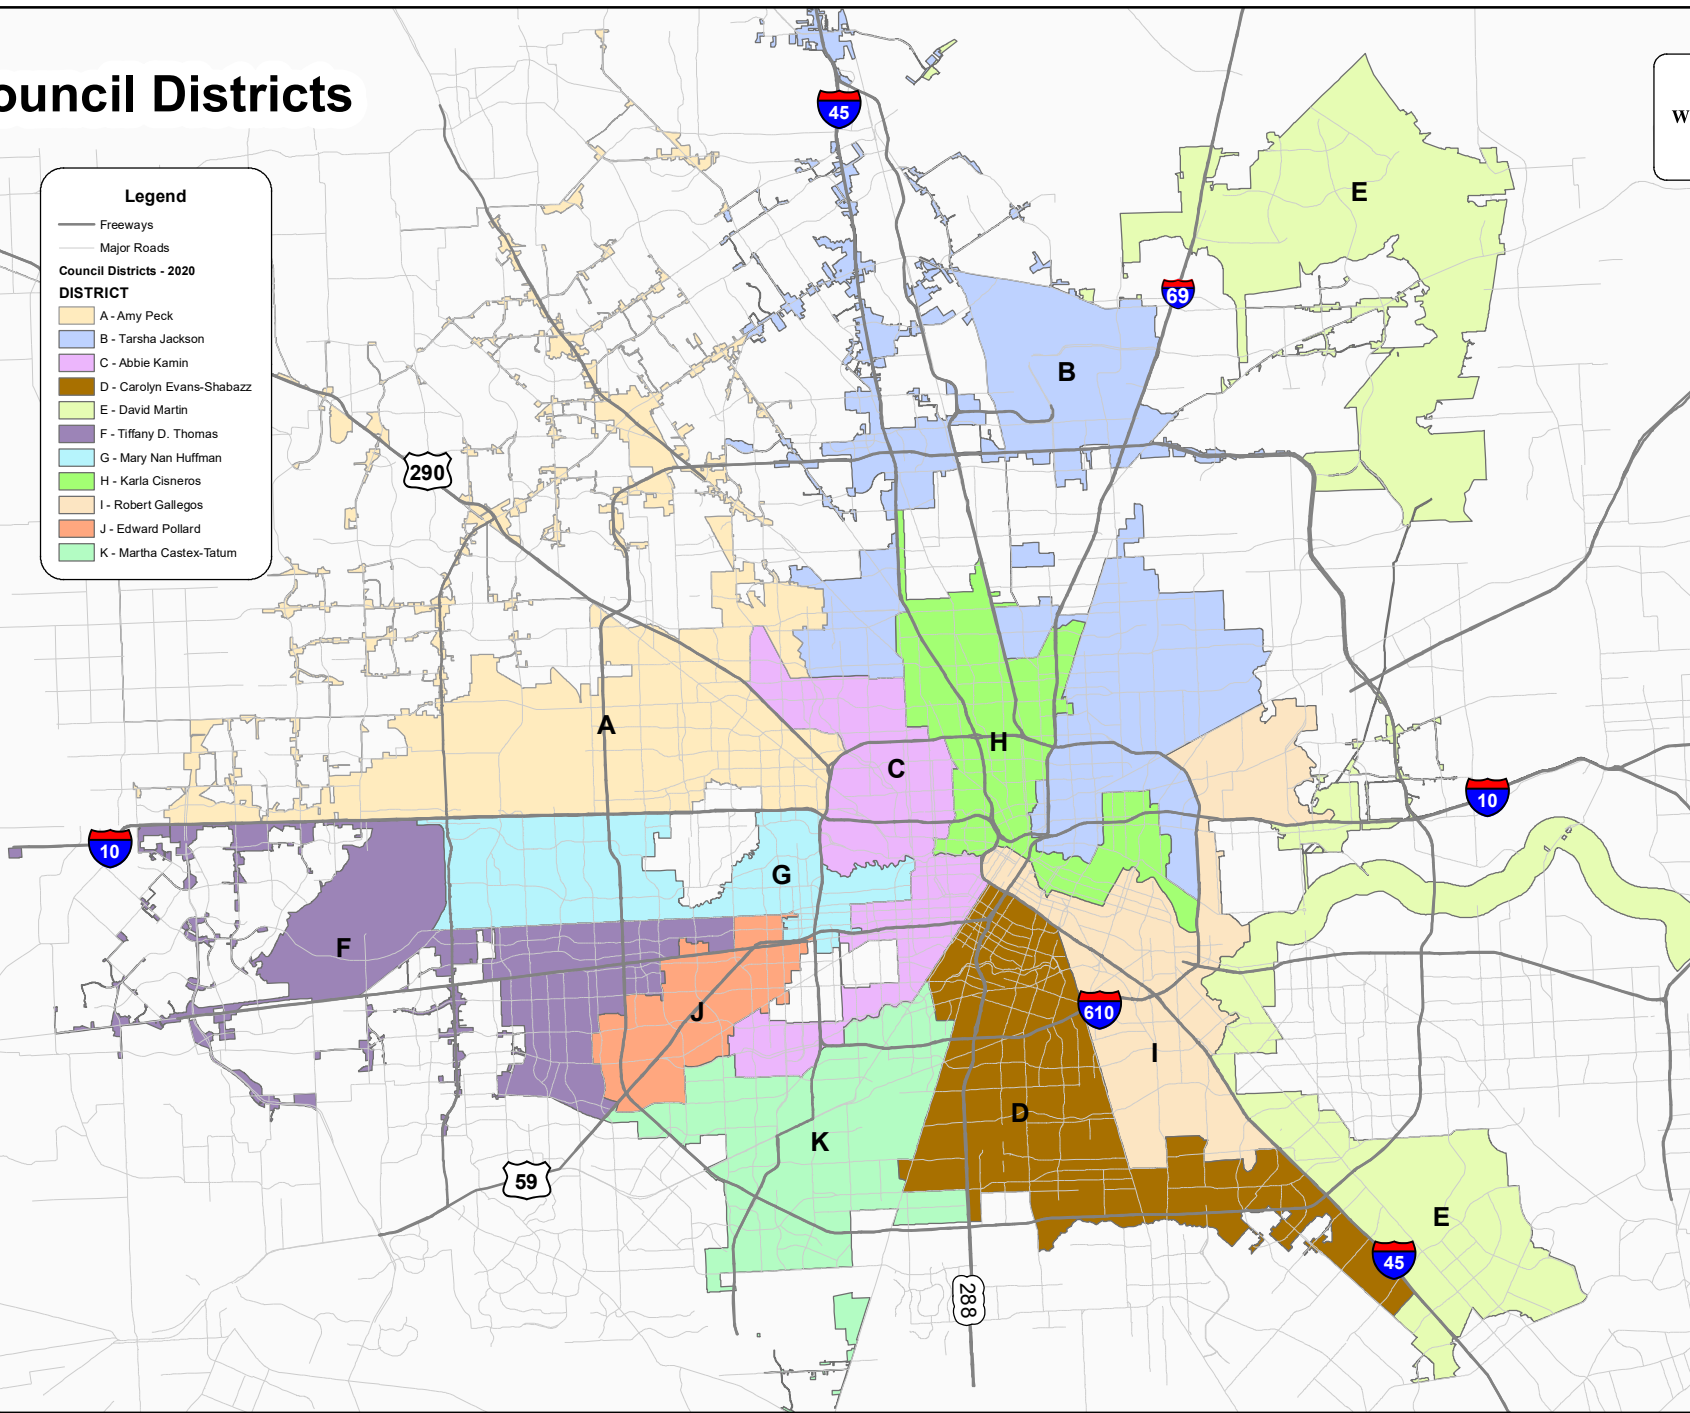 ouncil Districts
W
Legend
Freeways
Major Roads
Council Districts - 2020
DISTRICT
A - Amy Peck
B - Tarsha Jackson
C - Abbie Kamin
D - Carolyn Evans-Shabazz
E - David Martin
F - Tiffany D. Thomas
G - Mary Nan Huffman
H - Karla Cisneros
I - Robert Gallegos
J - Edward Pollard
K - Martha Castex-Tatum
45
E
69
B
290
A
H
C
10
10
G
F
J
610
I
D
K
59
E
45
288